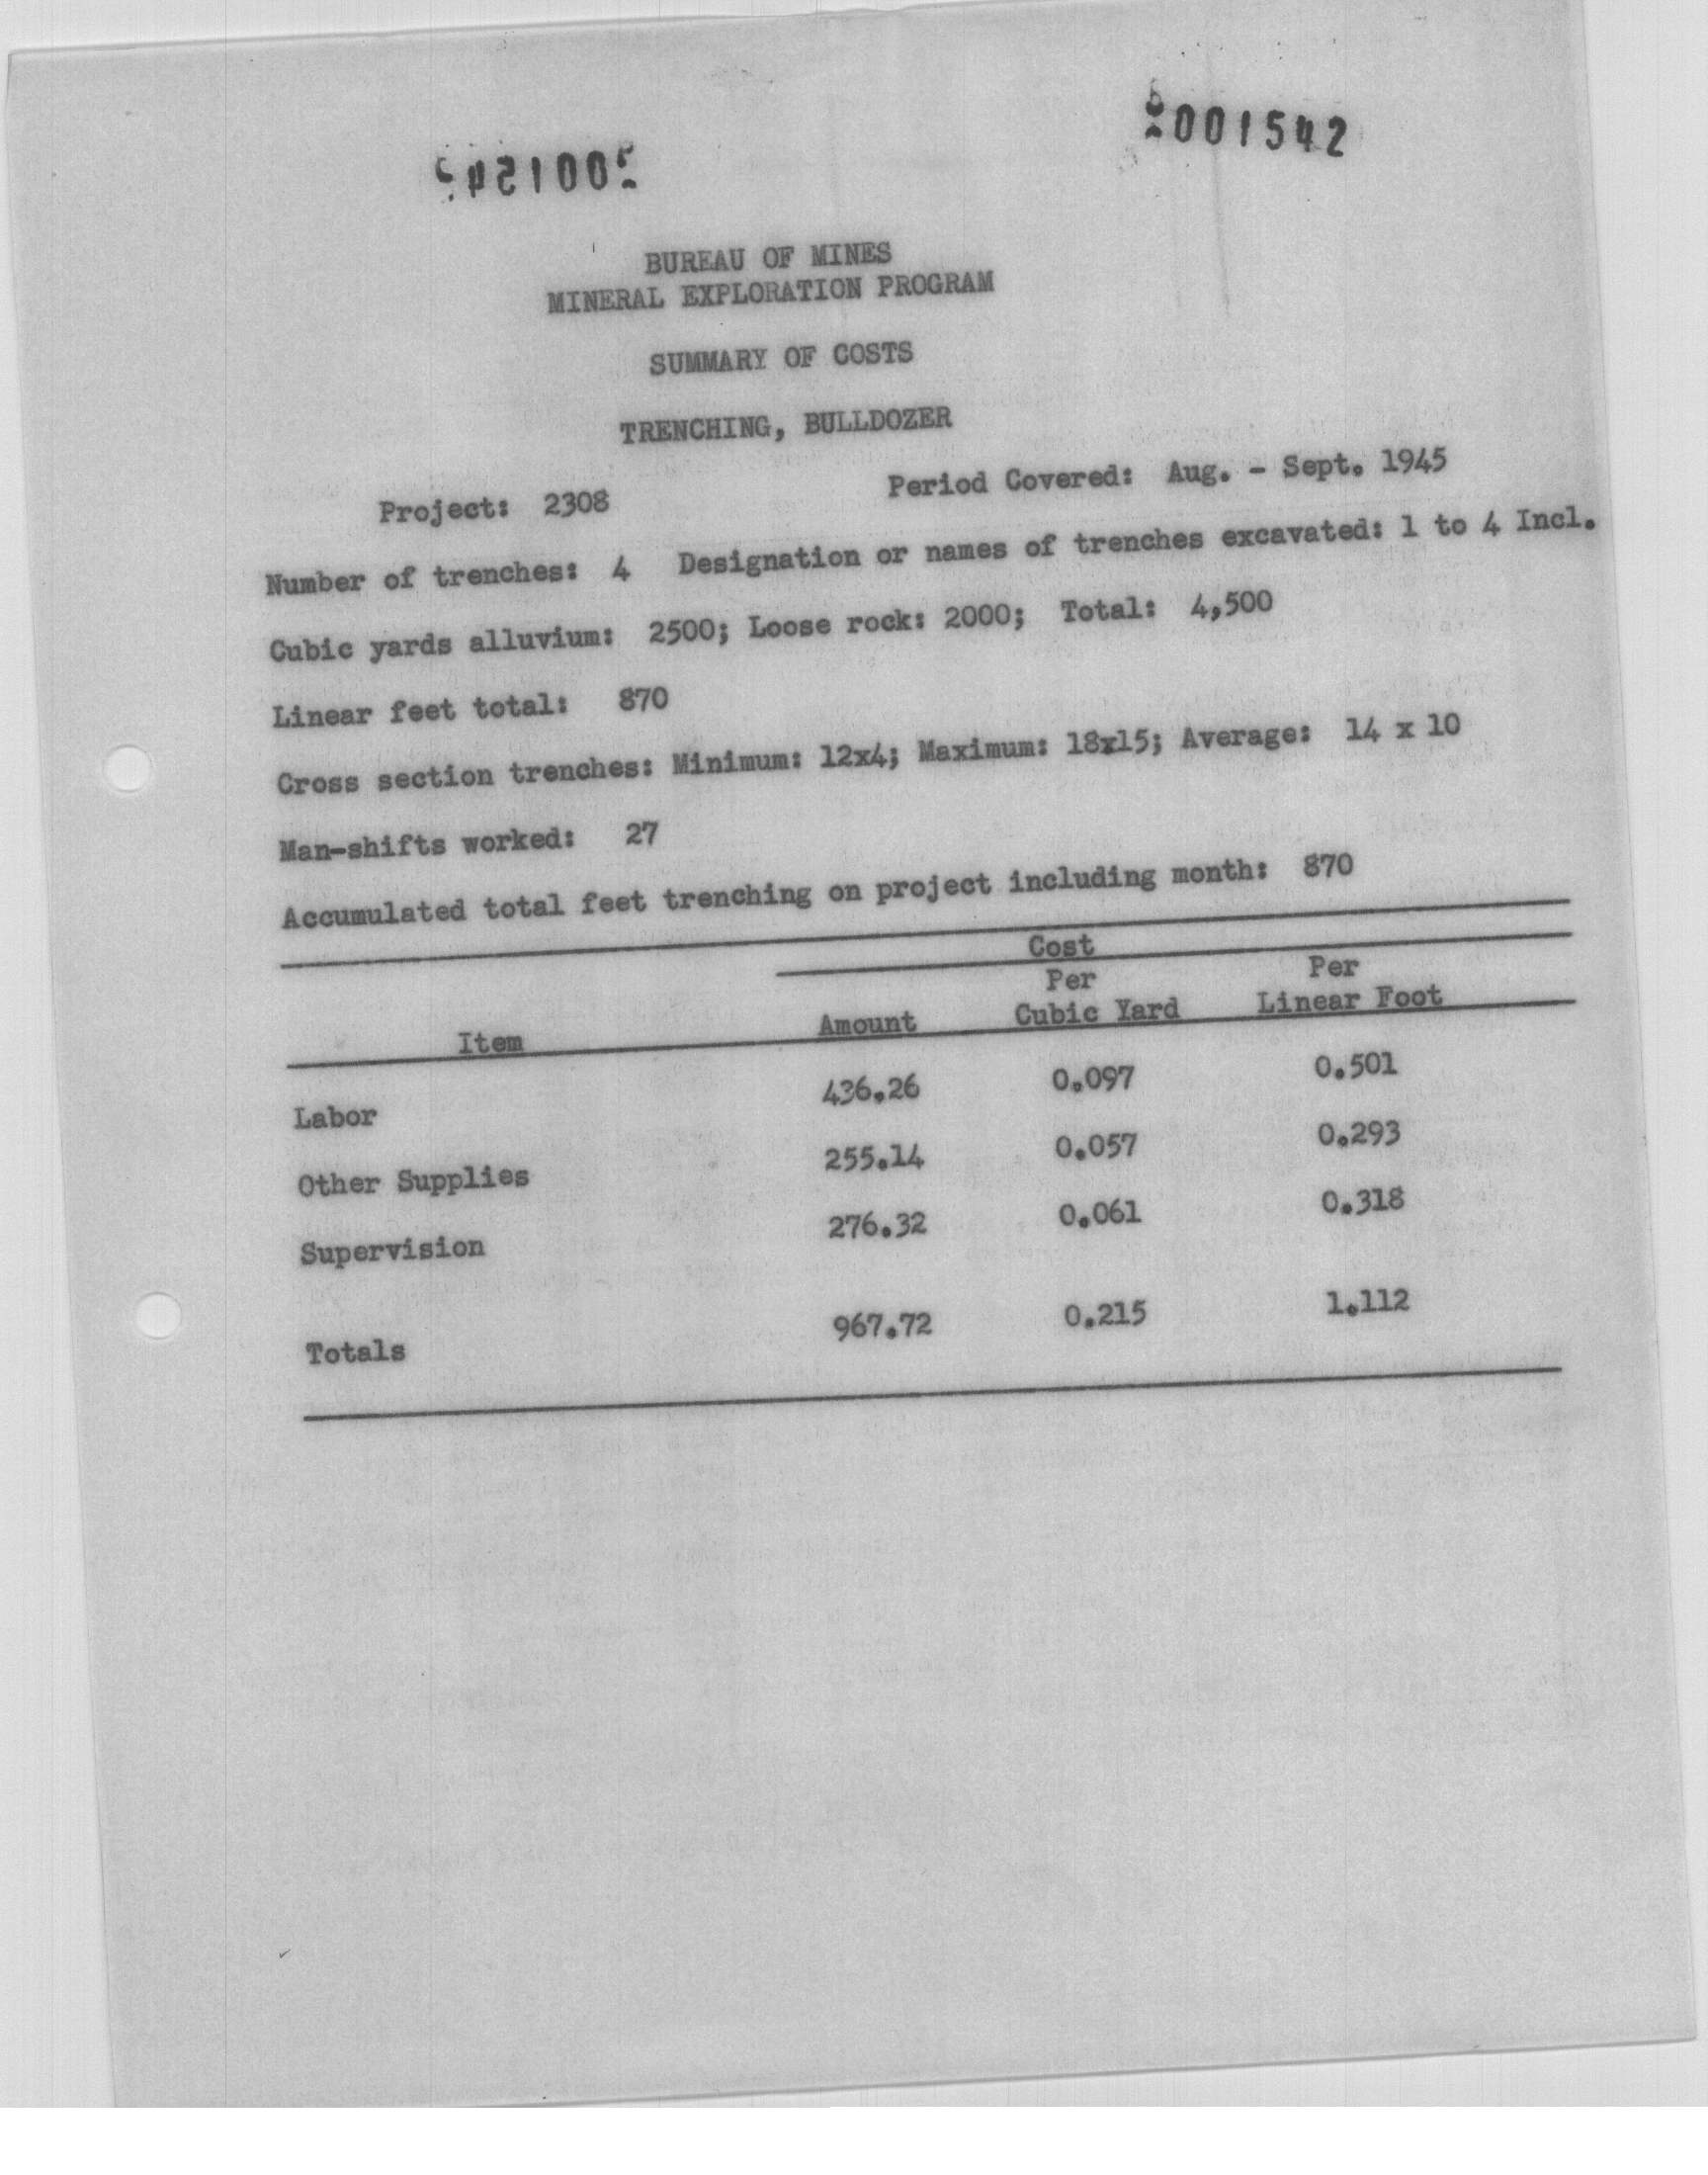 001542
BUREAU OF MINES
MINERAL EXPLORATION PROGRAM
SUMMARY OF COSTS
TRENCHING, BULLDOZER
Project: 2308 Period Covered: Aug. - Sept. 1945
Number of trenches: 4 Designation or names of trenches excavated: 1 to 4 Incl.
Cubic yards alluvium: 2500; Loose rock: 2000; Total: 4,500
Linear feet total: 870
Cross section trenches: Minimum: 12x4; Maximum: 18x15; Average: 14 x 10
Man-shifts worked: 27
Accumulated total feet trenching on project including month: 870
Cost
Per Per
Item Amount Cubic Yard Linear Foot
Labor 436.26 0.097 0.501
Other Supplies 255.14 0.057 0.293
Supervision 276.32 0.061 0.318
Totals 967.72 0.215 1.112